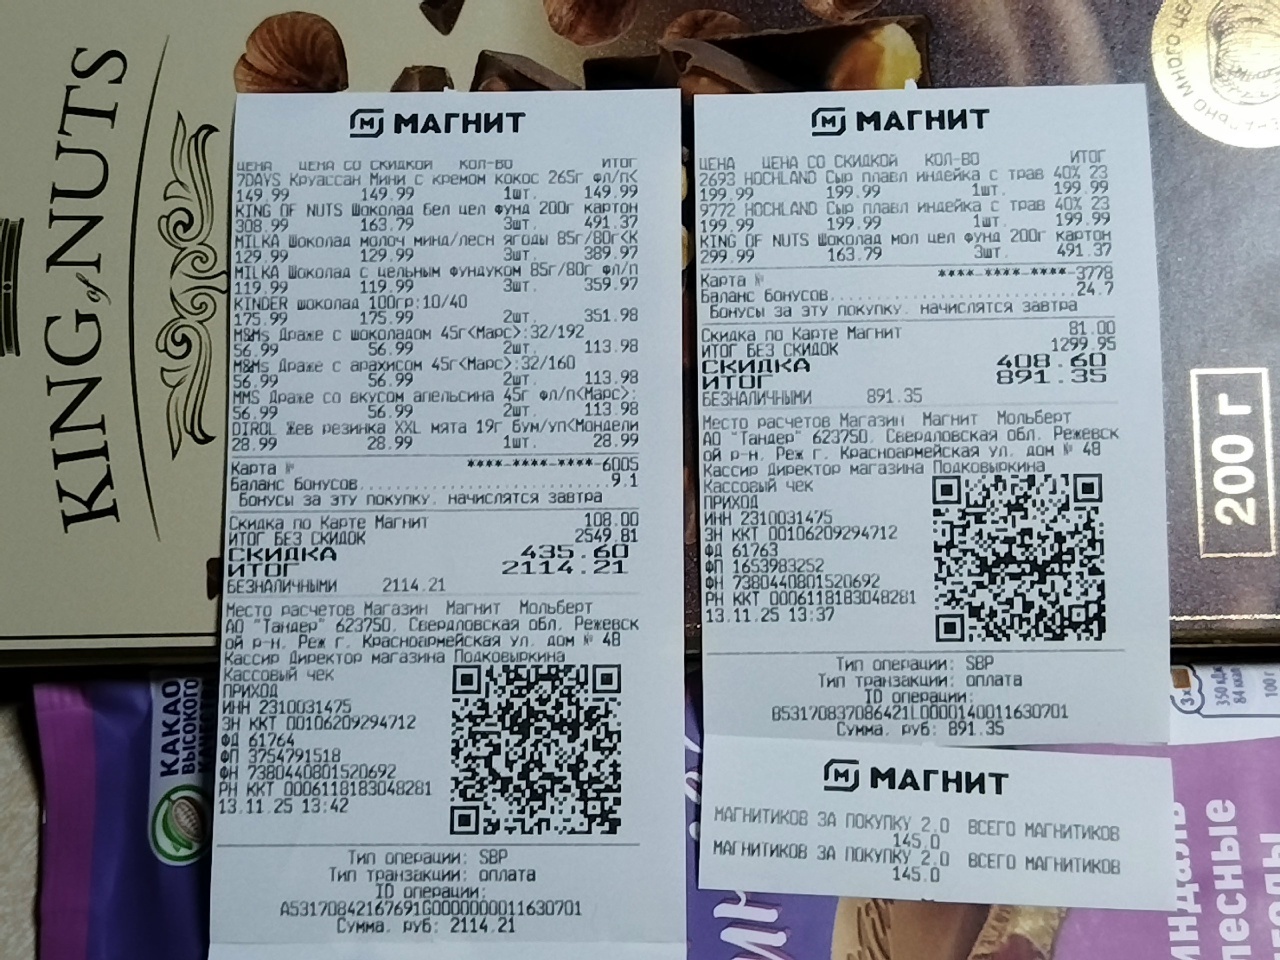 KING of NUTS
МАГНИТ
ЦЕНА ЦЕНА СО СКИДКОЙ КОЛ-ВО ИТОГ
7DAYS Круассан Мини с кремом кокос 265г фл/п<
149.99 149.99 1шт. 149.99
KING OF NUTS Шоколад бел цел фунд 200г картон
308.99 163.79 3шт. 491.37
MILKA Шоколад молоч минд/лесн ягоды 85г/80г<К
129.99 129.99 3шт. 389.97
MILKA Шоколад с цельным фундуком 85г/80г фл/п
119.99 119.99 3шт. 359.97
KINDER шоколад 100гр:10/40
175.99 175.99 2шт. 351.98
M&Ms Драже с шоколадом 45г<Марс>:32/192
56.99 56.99 2шт. 113.98
M&Ms Драже с арахисом 45г<Марс>:32/160
56.99 56.99 2шт. 113.98
MMS Драже со вкусом апельсина 45г фл/п<Марс>:
56.99 56.99 2шт. 113.98
DIROL Жев резинка XXL мята 19г бум/уп<Мондели
28.99 28.99 1шт. 28.99
Карта № ****-****-****-6005
Баланс бонусов 9.1
Бонусы за эту покупку, начислятся завтра
Скидка по Карте Магнит 108.00
ИТОГ БЕЗ СКИДОК 2549.81
СКИДКА 435.60
ИТОГ 2114.21
БЕЗНАЛИЧНЫМИ 2114.21
Место расчетов Магазин Магнит Мольберт
АО "Тандер" 623750, Свердловская обл, Режевск
ой р-н, Реж г, Красноармейская ул, дом № 48
Кассир Директор магазина Подковыркина
Кассовый чек
ПРИХОД
ИНН 2310031475
ЗН ККТ 00106209294712
ФД 61764
ФП 3754791518
ФН 7380440801520692
РН ККТ 0006118183048281
13.11.25 13:42
Тип операции: SBP
Тип транзакции: оплата
ID операции:
A53170842167691G0000000011630701
Сумма, руб: 2114.21
МАГНИТ
ЦЕНА ЦЕНА СО СКИДКОЙ КОЛ-ВО ИТОГ
2693 HOCHLAND Сыр плавл индейка с трав 40% 23
199.99 199.99 1шт. 199.99
9772 HOCHLAND Сыр плавл индейка с трав 40% 23
199.99 199.99 1шт. 199.99
KING OF NUTS Шоколад мол цел фунд 200г картон
299.99 163.79 3шт. 491.37
Карта № ****-****-****-3778
Баланс бонусов 24.7
Бонусы за эту покупку, начислятся завтра
Скидка по Карте Магнит 81.00
ИТОГ БЕЗ СКИДОК 1299.95
СКИДКА 408.60
ИТОГ 891.35
БЕЗНАЛИЧНЫМИ 891.35
Место расчетов Магазин Магнит Мольберт
АО "Тандер" 623750, Свердловская обл, Режевск
ой р-н, Реж г, Красноармейская ул, дом № 48
Кассир Директор магазина Подковыркина
Кассовый чек
ПРИХОД
ИНН 2310031475
ЗН ККТ 00106209294712
ФД 61763
ФП 1653983252
ФН 7380440801520692
РН ККТ 0006118183048281
13.11.25 13:37
Тип операции: SBP
Тип транзакции: оплата
ID операции:
B53170837086421L0000140011630701
Сумма, руб: 891.35
МАГНИТ
МАГНИТИКОВ ЗА ПОКУПКУ 2.0 ВСЕГО МАГНИТИКОВ
145.0
МАГНИТИКОВ ЗА ПОКУПКУ 2.0 ВСЕГО МАГНИТИКОВ
145.0
200 г
КАКАО
ВЫСОКОГО
3x
350 кДж
84 ккал
100 г